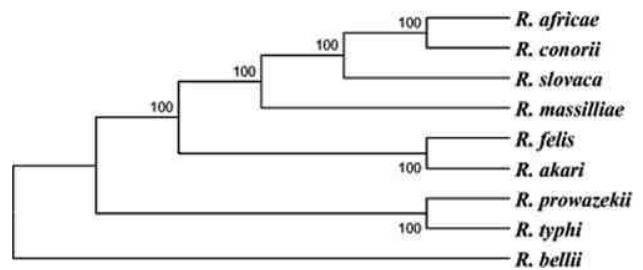 R. africae
100
R. conorii
100
R. slovaca
100
R. massilliae
100
R. felis
100
R. akari
R. prowazekii
100
R. typhi
R. bellii